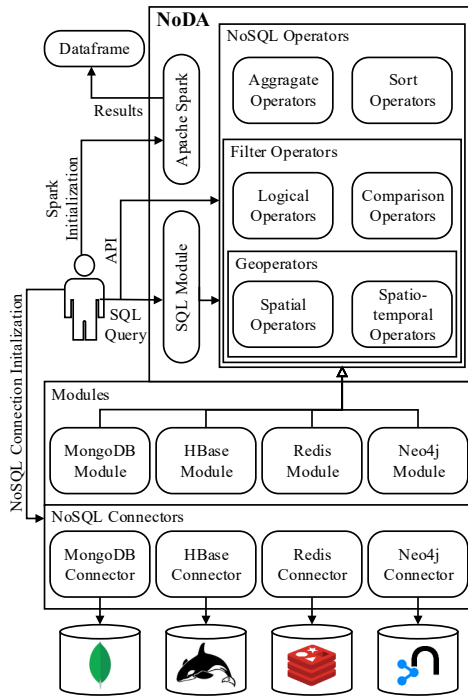 NoDA
Dataframe
Results
Apache Spark
Spark
Initialization
API
SQL
Query
SQL Module
NoSQL Connection Initalization
NoSQL Operators
Aggragate
Operators
Sort
Operators
Filter Operators
Logical
Operators
Comparison
Operators
Geoperators
Spatial
Operators
Spatio-
temporal
Operators
Modules
MongoDB
Module
HBase
Module
Redis
Module
Neo4j
Module
NoSQL Connectors
MongoDB
Connector
HBase
Connector
Redis
Connector
Neo4j
Connector